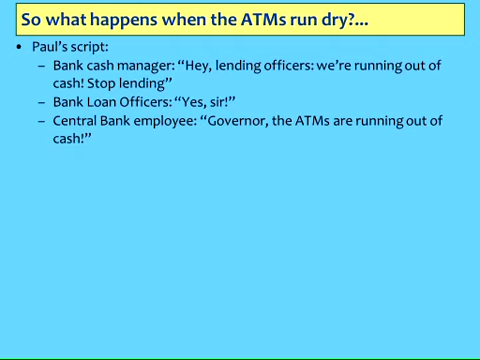 So what happens when the ATMs run dry?...
• Paul's script:
– Bank cash manager: “Hey, lending officers: we're running out of
cash! Stop lending”
– Bank Loan Officers: “Yes, sir!”
– Central Bank employee: “Governor, the ATMs are running out of
cash!”